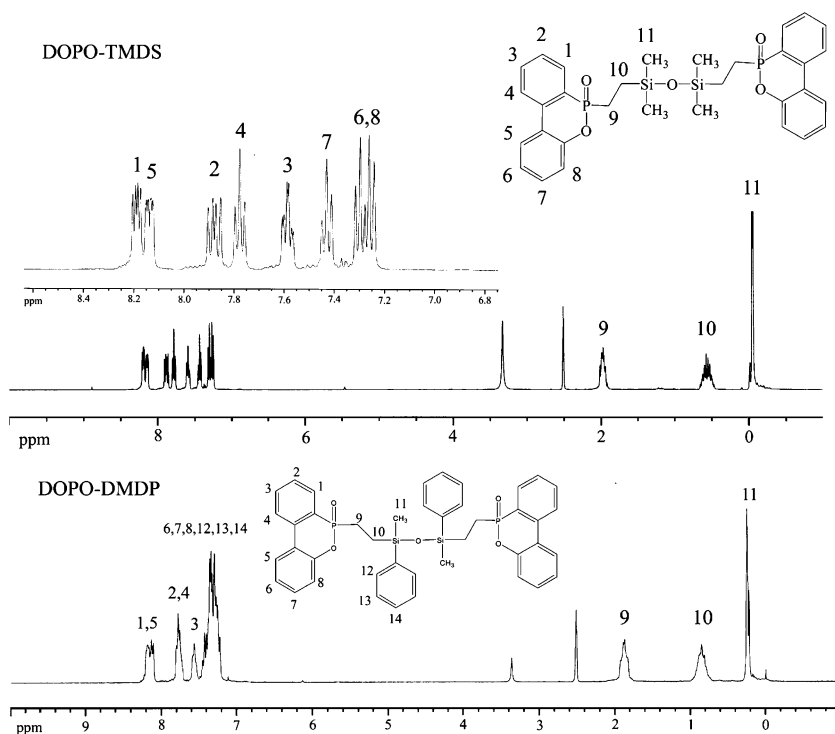 DOPO-TMDS
2
3
1
4
5
6
7
8
9
10
11
O
P
O
CH₃
CH₃
Si
O
Si
CH₃
CH₃
O
P
O
1
5
2
4
3
7
6,8
ppm 8.4 8.2 8.0 7.8 7.6 7.4 7.2 7.0 6.8
9
10
11
ppm 8 6 4 2 0
DOPO-DMDP
2
3
1
4
5
6
7
8
9
10
11
12
13
14
O
P
O
CH₃
Si
O
Si
CH₃
O
P
O
1,5
2,4
3
6,7,8,12,13,14
9
10
11
ppm 9 8 7 6 5 4 3 2 1 0